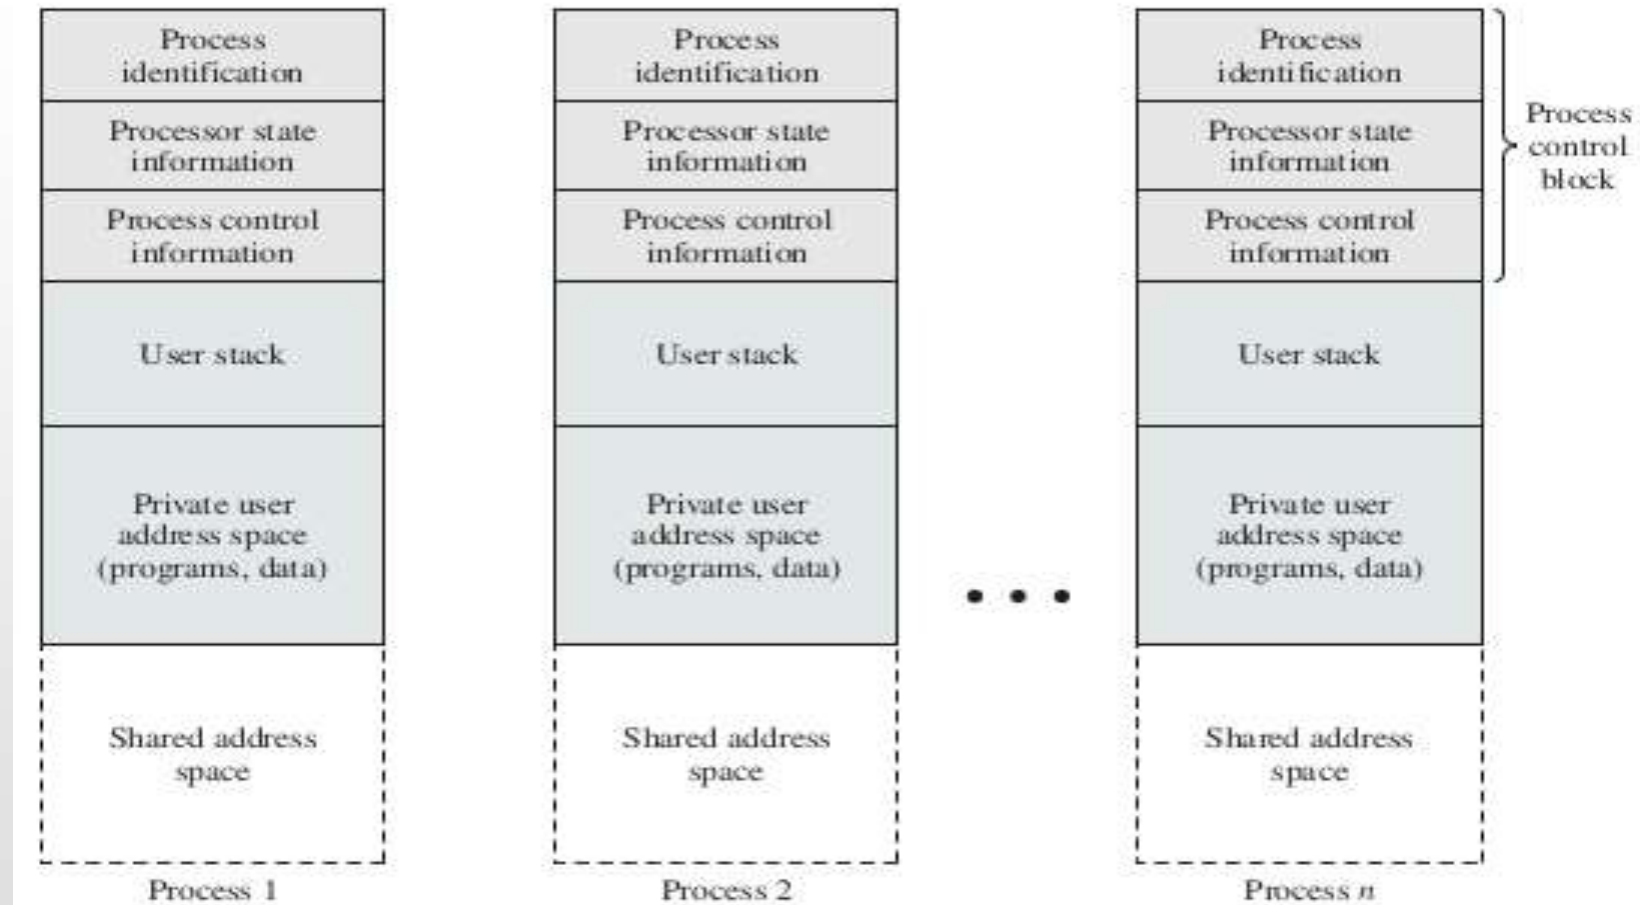 Process
identification
Processor state
information
Process control
information
User stack
Private user
address space
(programs, data)
Shared address
space
Process 1
Process
identification
Processor state
information
Process control
information
User stack
Private user
address space
(programs, data)
Shared address
space
Process 2
Process
identification
Processor state
information
Process control
information
User stack
Private user
address space
(programs, data)
Shared address
space
Process n
Process
control
block